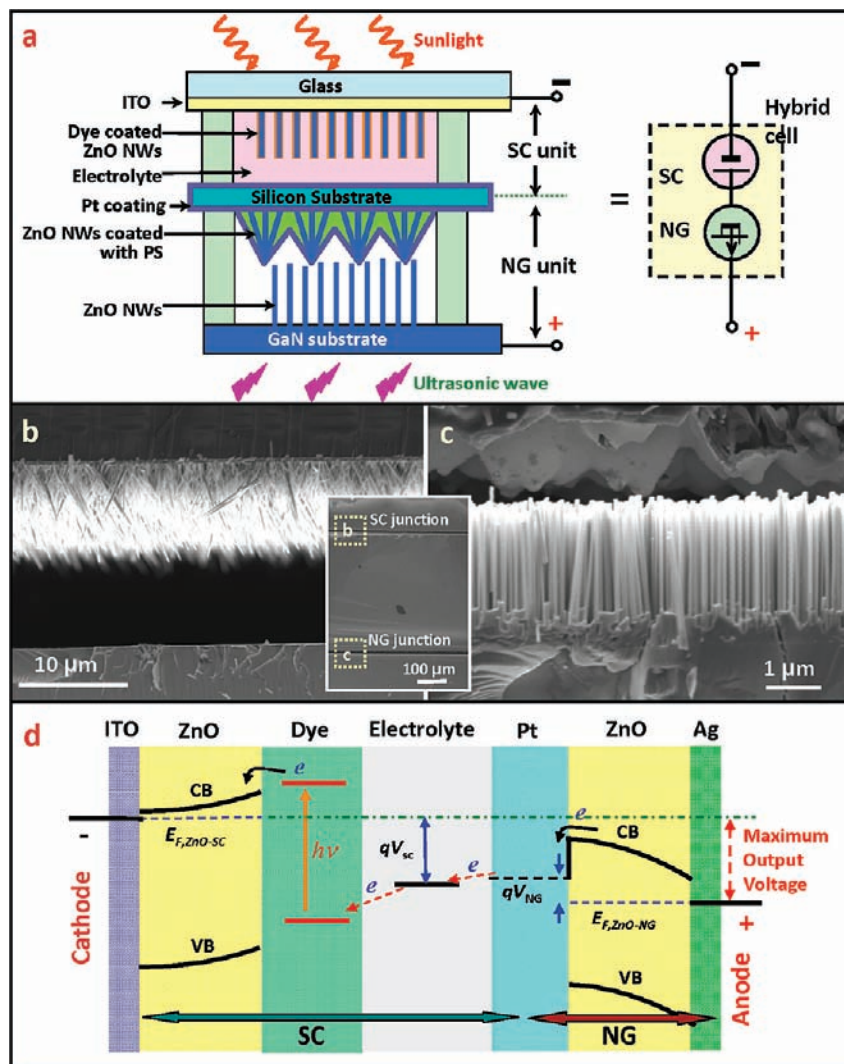 a
Sunlight
Glass
ITO
Dye coated
ZnO NWs
Electrolyte
Silicon Substrate
Pt coating
ZnO NWs coated
with PS
ZnO NWs
GaN substrate
Ultrasonic wave
−
SC unit
NG unit
+
=
−
Hybrid
cell
SC
NG
+
b
10 μm
SC junction
b
NG junction
c
100 μm
c
1 μm
d
ITO ZnO Dye Electrolyte Pt ZnO Ag
CB
e
-
E_F,ZnO-SC
hν
qV_sc
e
e
e
CB
qV_NG
E_F,ZnO-NG
Maximum
Output
Voltage
+
Cathode
VB
VB
Anode
SC
NG